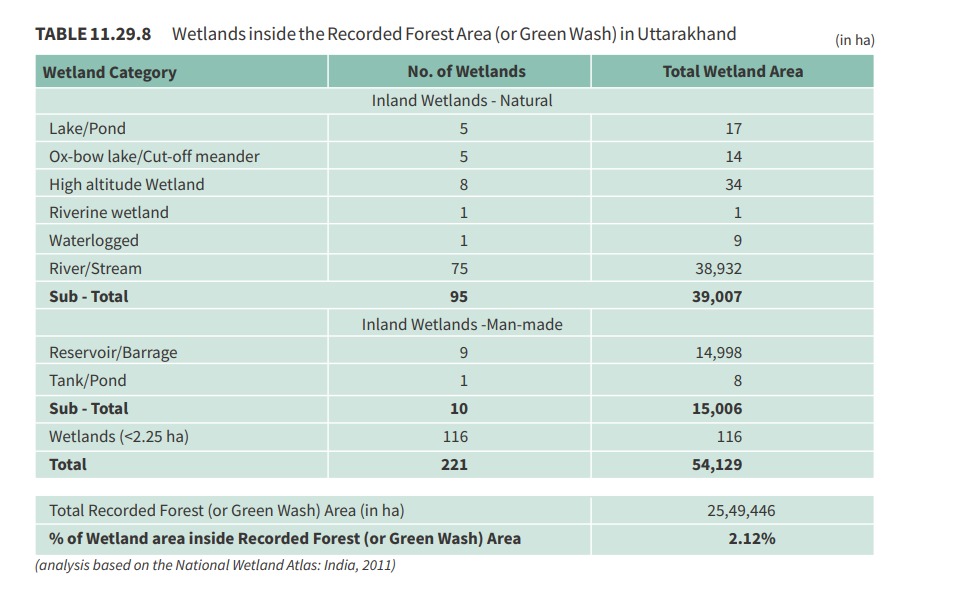 TABLE 11.29.8 Wetlands inside the Recorded Forest Area (or Green Wash) in Uttarakhand
(in ha)
Wetland Category No. of Wetlands Total Wetland Area
Inland Wetlands - Natural
Lake/Pond 5 17
Ox-bow lake/Cut-off meander 5 14
High altitude Wetland 8 34
Riverine wetland 1 1
Waterlogged 1 9
River/Stream 75 38,932
Sub - Total 95 39,007
Inland Wetlands -Man-made
Reservoir/Barrage 9 14,998
Tank/Pond 1 8
Sub - Total 10 15,006
Wetlands (<2.25 ha) 116 116
Total 221 54,129
Total Recorded Forest (or Green Wash) Area (in ha) 25,49,446
% of Wetland area inside Recorded Forest (or Green Wash) Area 2.12%
(analysis based on the National Wetland Atlas: India, 2011)